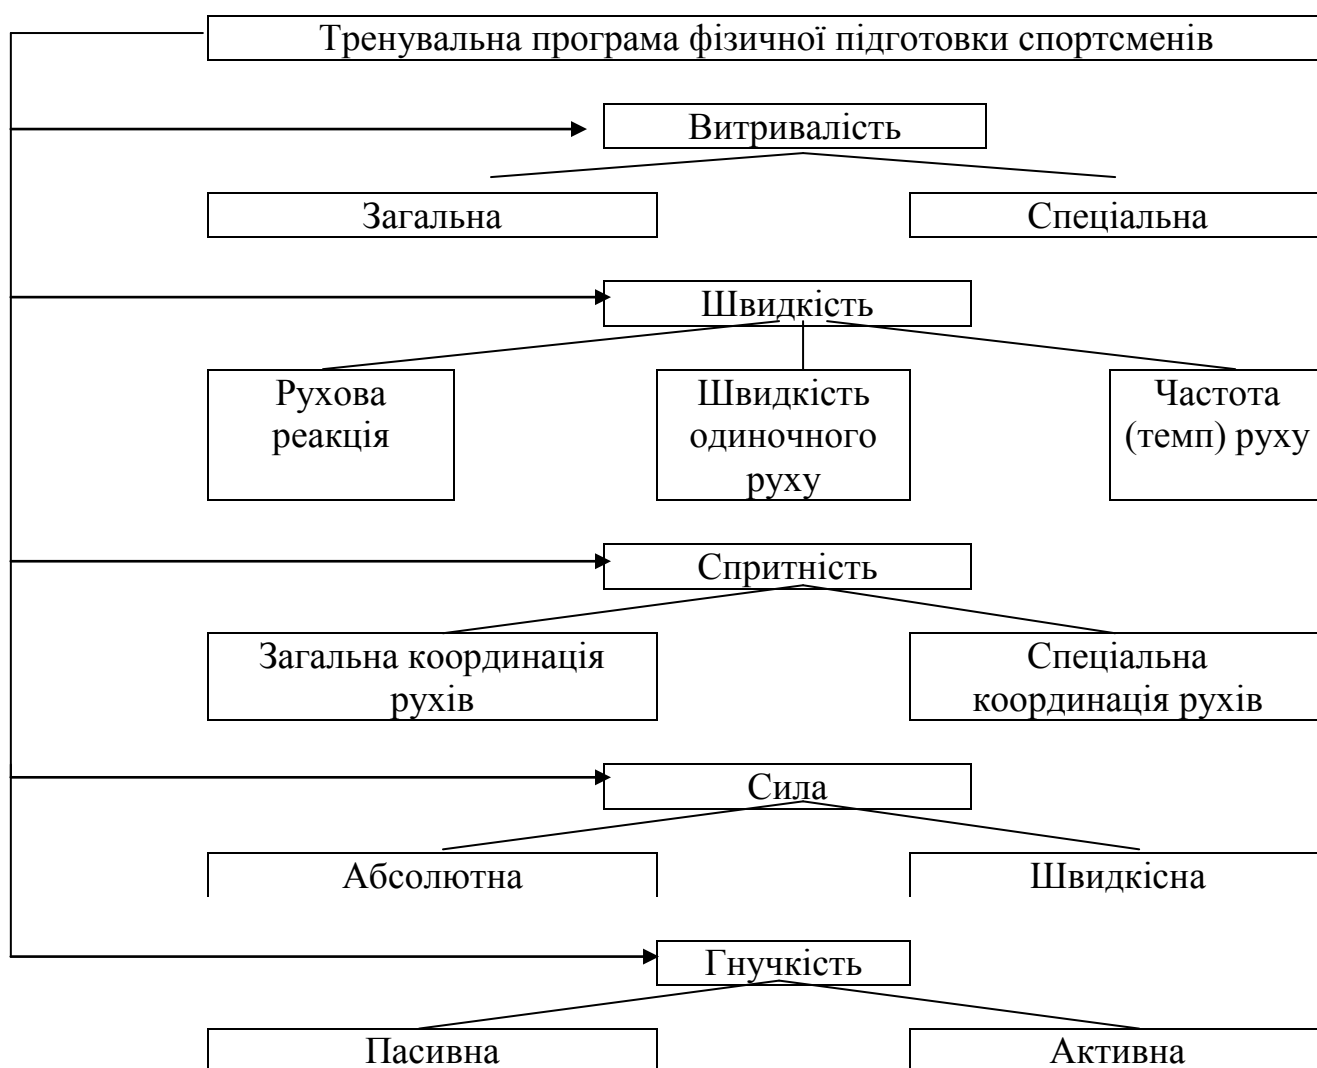 Тренувальна програма фізичної підготовки спортсменів
Витривалість
Загальна
Спеціальна
Швидкість
Рухова
реакція
Швидкість
одиночного
руху
Частота
(темп) руху
Спритність
Загальна координація
рухів
Спеціальна
координація рухів
Сила
Абсолютна
Швидкісна
Гнучкість
Пасивна
Активна